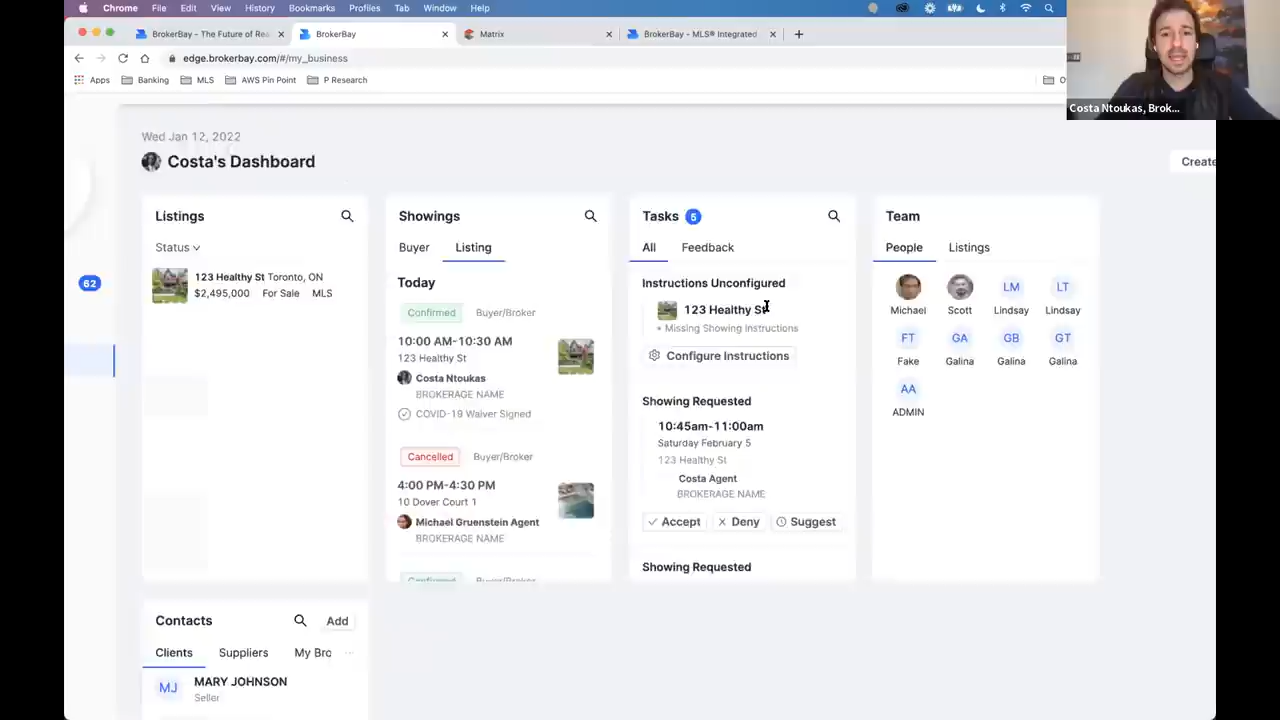 Chrome File Edit View History Bookmarks Profiles Tab Window Help
BrokerBay - The Future of Rea
BrokerBay
Matrix
BrokerBay - MLS® Integrated
edge.brokerbay.com/#/my_business
Apps Banking MLS AWS Pin Point P Research
Costa Ntoukas, Brok...
Wed Jan 12, 2022
Costa's Dashboard
Create
62
Listings
Status
123 Healthy St Toronto, ON
$2,495,000 For Sale MLS
Showings
Buyer Listing
Today
Confirmed Buyer/Broker
10:00 AM-10:30 AM
123 Healthy St
Costa Ntoukas
BROKERAGE NAME
COVID-19 Waiver Signed
Cancelled Buyer/Broker
4:00 PM-4:30 PM
10 Dover Court 1
Michael Gruenstein Agent
BROKERAGE NAME
Confirmed Buyer/Broker
Tasks 5
All Feedback
Instructions Unconfigured
123 Healthy St
• Missing Showing Instructions
Configure Instructions
Showing Requested
10:45am-11:00am
Saturday February 5
123 Healthy St
Costa Agent
BROKERAGE NAME
Accept Deny Suggest
Showing Requested
Team
People Listings
LM LT
Michael Scott Lindsay Lindsay
FT GA GB GT
Fake Galina Galina Galina
AA
ADMIN
Contacts Add
Clients Suppliers My Bro ...
MJ MARY JOHNSON
Seller